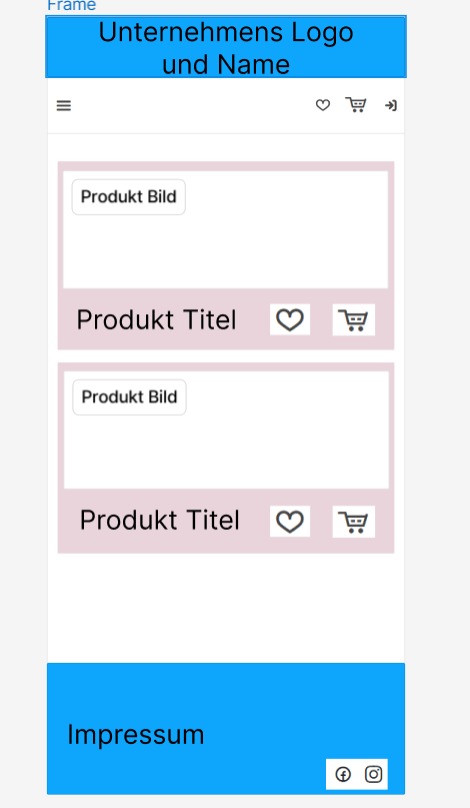 Frame
Unternehmens Logo
und Name
Produkt Bild
Produkt Titel
Produkt Bild
Produkt Titel
Impressum